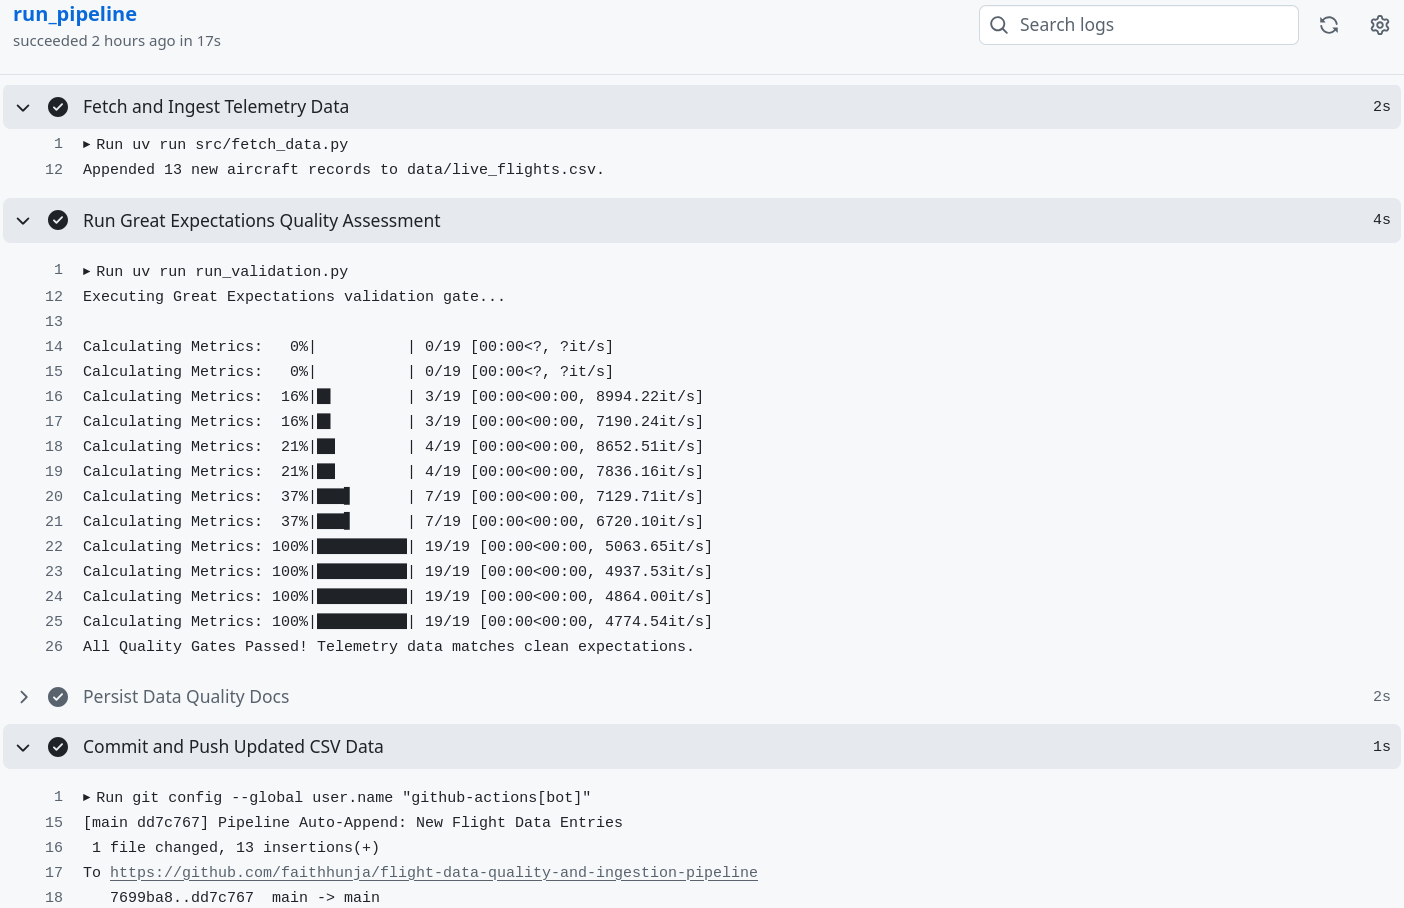 run_pipeline
succeeded 2 hours ago in 17s
Search logs
Fetch and Ingest Telemetry Data 2s
1 ▶ Run uv run src/fetch_data.py
12 Appended 13 new aircraft records to data/live_flights.csv.
Run Great Expectations Quality Assessment 4s
1 ▶ Run uv run run_validation.py
12 Executing Great Expectations validation gate...
13
14 Calculating Metrics:   0%|          | 0/19 [00:00<?, ?it/s]
15 Calculating Metrics:   0%|          | 0/19 [00:00<?, ?it/s]
16 Calculating Metrics:  16%|█▌        | 3/19 [00:00<00:00, 8994.22it/s]
17 Calculating Metrics:  16%|█▌        | 3/19 [00:00<00:00, 7190.24it/s]
18 Calculating Metrics:  21%|██        | 4/19 [00:00<00:00, 8652.51it/s]
19 Calculating Metrics:  21%|██        | 4/19 [00:00<00:00, 7836.16it/s]
20 Calculating Metrics:  37%|███▋      | 7/19 [00:00<00:00, 7129.71it/s]
21 Calculating Metrics:  37%|███▋      | 7/19 [00:00<00:00, 6720.10it/s]
22 Calculating Metrics: 100%|██████████| 19/19 [00:00<00:00, 5063.65it/s]
23 Calculating Metrics: 100%|██████████| 19/19 [00:00<00:00, 4937.53it/s]
24 Calculating Metrics: 100%|██████████| 19/19 [00:00<00:00, 4864.00it/s]
25 Calculating Metrics: 100%|██████████| 19/19 [00:00<00:00, 4774.54it/s]
26 All Quality Gates Passed! Telemetry data matches clean expectations.
Persist Data Quality Docs 2s
Commit and Push Updated CSV Data 1s
1 ▶ Run git config --global user.name "github-actions[bot]"
15 [main dd7c767] Pipeline Auto-Append: New Flight Data Entries
16  1 file changed, 13 insertions(+)
17 To https://github.com/faithhunja/flight-data-quality-and-ingestion-pipeline
18    7699ba8..dd7c767  main -> main